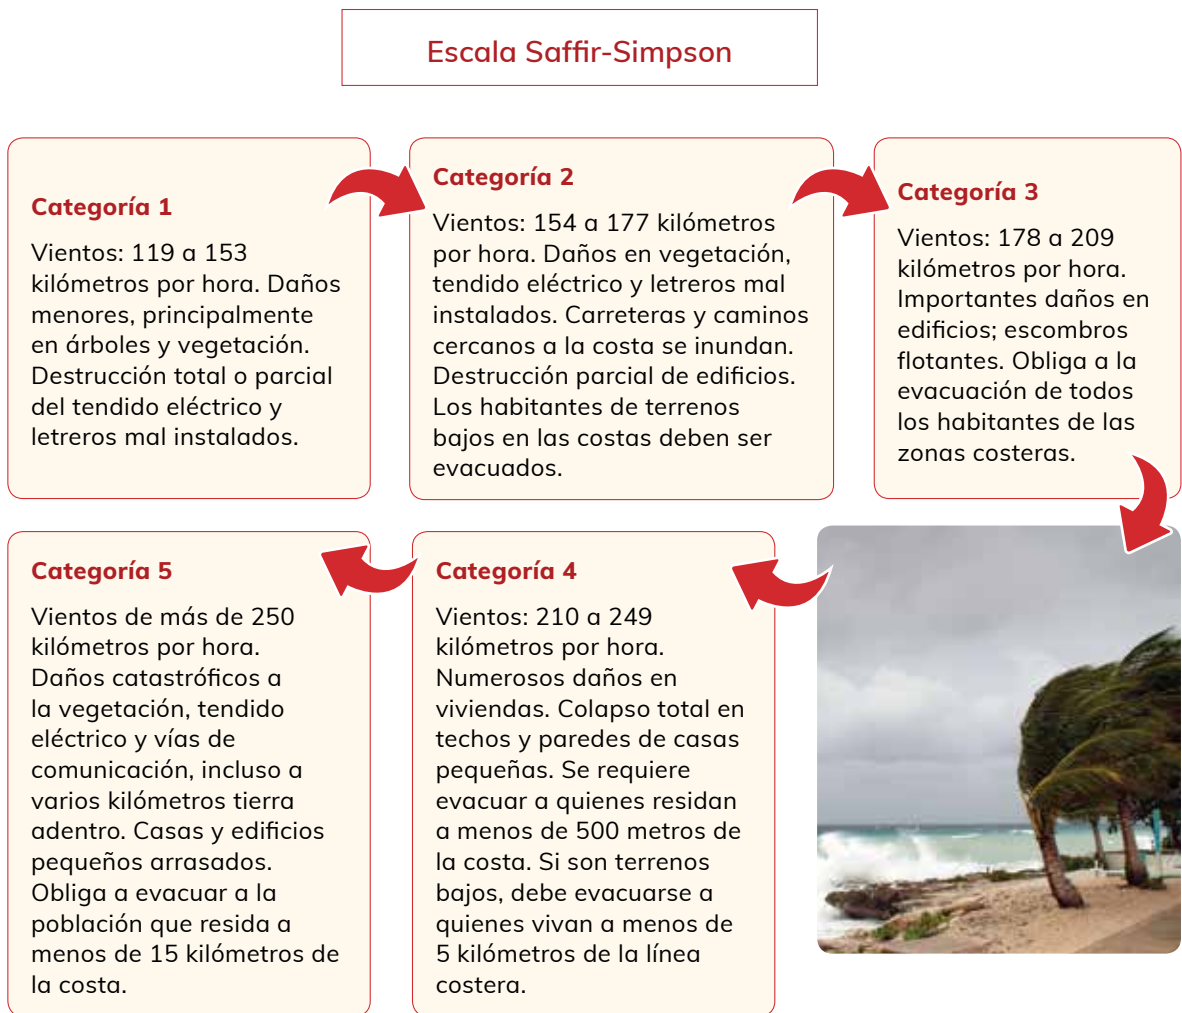 Escala Saffir-Simpson
Categoría 1
Vientos: 119 a 153
kilómetros por hora. Daños
menores, principalmente
en árboles y vegetación.
Destrucción total o parcial
del tendido eléctrico y
letreros mal instalados.
Categoría 2
Vientos: 154 a 177 kilómetros
por hora. Daños en vegetación,
tendido eléctrico y letreros mal
instalados. Carreteras y caminos
cercanos a la costa se inundan.
Destrucción parcial de edificios.
Los habitantes de terrenos
bajos en las costas deben ser
evacuados.
Categoría 3
Vientos: 178 a 209
kilómetros por hora.
Importantes daños en
edificios; escombros
flotantes. Obliga a la
evacuación de todos
los habitantes de las
zonas costeras.
Categoría 4
Vientos: 210 a 249
kilómetros por hora.
Numerosos daños en
viviendas. Colapso total en
techos y paredes de casas
pequeñas. Se requiere
evacuar a quienes residan
a menos de 500 metros de
la costa. Si son terrenos
bajos, debe evacuarse a
quienes vivan a menos de
5 kilómetros de la línea
costera.
Categoría 5
Vientos de más de 250
kilómetros por hora.
Daños catastróficos a
la vegetación, tendido
eléctrico y vías de
comunicación, incluso a
varios kilómetros tierra
adentro. Casas y edificios
pequeños arrasados.
Obliga a evacuar a la
población que resida a
menos de 15 kilómetros de
la costa.